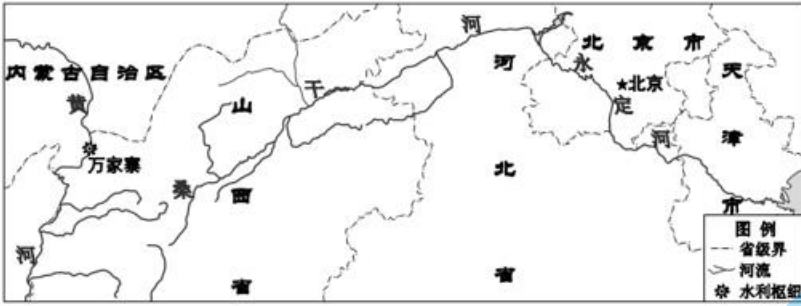 内蒙古自治区
黄
河
万家寨
桑
干
河
山
西
省
河
北
省
永
定
河
北京市
北京
天
津
市
图例
省级界
河流
水利枢纽